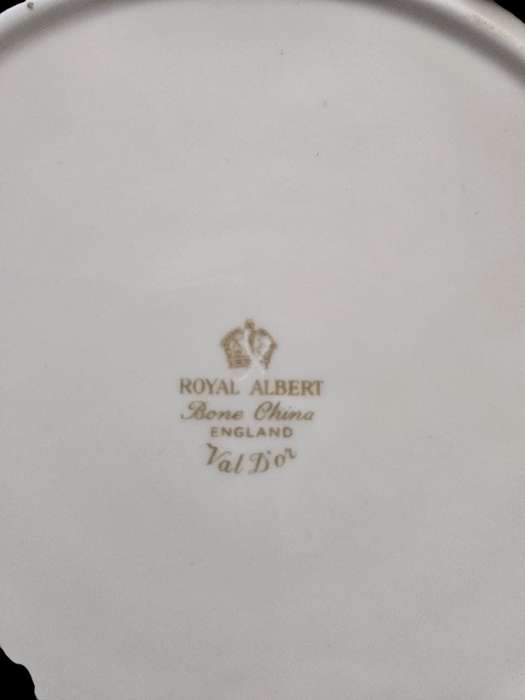 ROYAL ALBERT
Bone China
ENGLAND
Val D'or